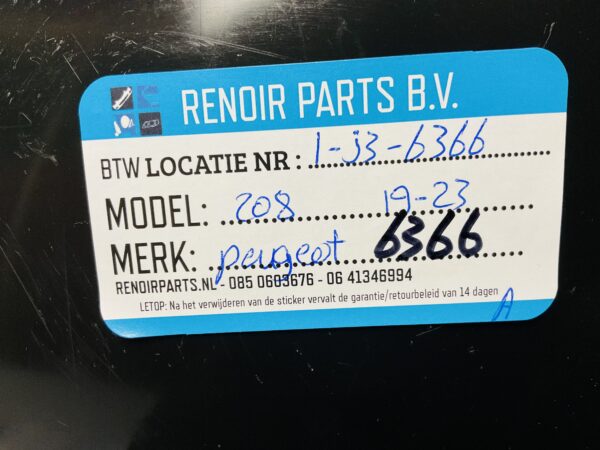 RENOIR PARTS B.V.
BTW LOCATIE NR : 1-J3-6366
MODEL: 208 19-23
MERK: peugeot 6366
RENOIRPARTS.NL - 085 0603676 - 06 41346994
LETOP: Na het verwijderen van de sticker vervalt de garantie/retourbeleid van 14 dagen
A